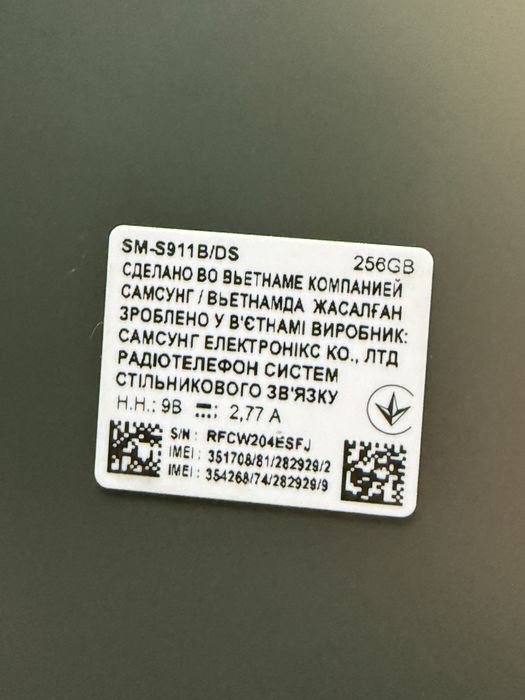 SM-S911B/DS 256GB
СДЕЛАНО ВО ВЬЕТНАМЕ КОМПАНИЕЙ
САМСУНГ / ВЬЕТНАМДА ЖАСАЛҒАН
ЗРОБЛЕНО У В'ЄТНАМІ ВИРОБНИК:
САМСУНГ ЕЛЕКТРОНІКС КО., ЛТД
РАДІОТЕЛЕФОН СИСТЕМ
СТІЛЬНИКОВОГО ЗВ'ЯЗКУ
Н.Н.: 9В ⎓: 2,77 А
S/N : RFCW204ESFJ
IMEI : 351708/81/282929/2
IMEI : 354268/74/282929/9